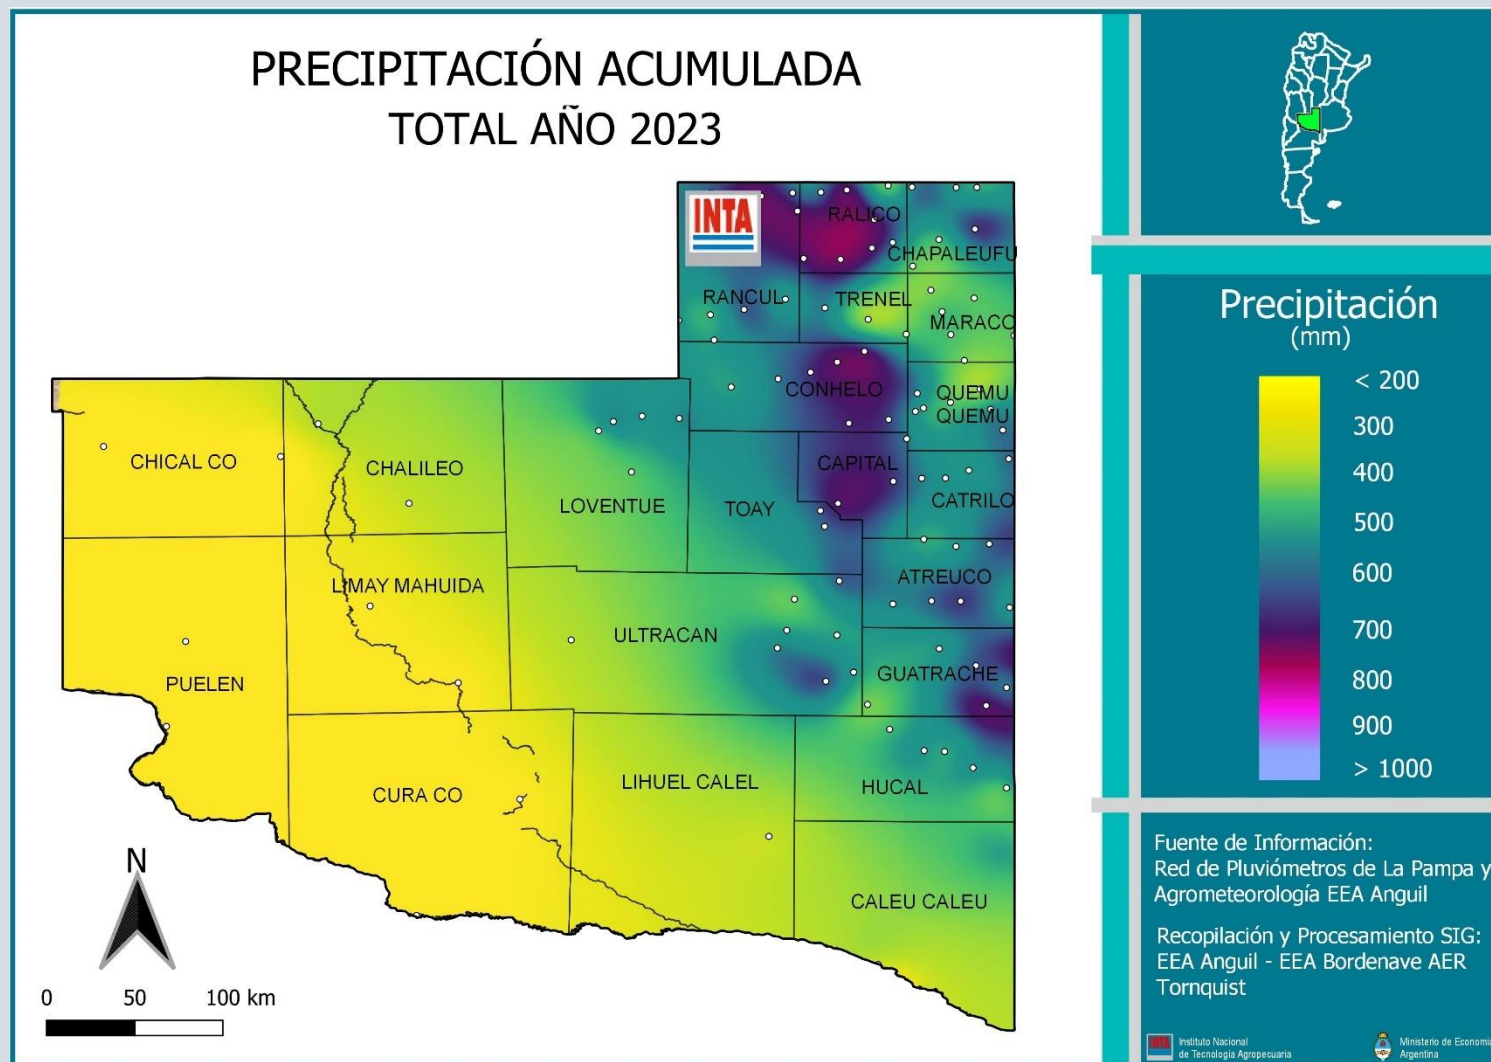 PRECIPITACIÓN ACUMULADA
TOTAL AÑO 2023
INTA
RALICO
CHAPALEUFU
RANCUL
TRENEL
MARACO
CONHELO
QUEMU
QUEMU
CHICAL CO
CHALILEO
CAPITAL
LOVENTUE
TOAY
CATRILO
LIMAY MAHUIDA
ATREUCO
ULTRACAN
PUELEN
GUATRACHE
CURA CO
LIHUEL CALEL
HUCAL
CALEU CALEU
N
0 50 100 km
Precipitación
(mm)
< 200
300
400
500
600
700
800
900
> 1000
Fuente de Información:
Red de Pluviómetros de La Pampa y
Agrometeorología EEA Anguil
Recopilación y Procesamiento SIG:
EEA Anguil - EEA Bordenave AER
Tornquist
INTA
Instituto Nacional
de Tecnología Agropecuaria
Ministerio de Economía
Argentina